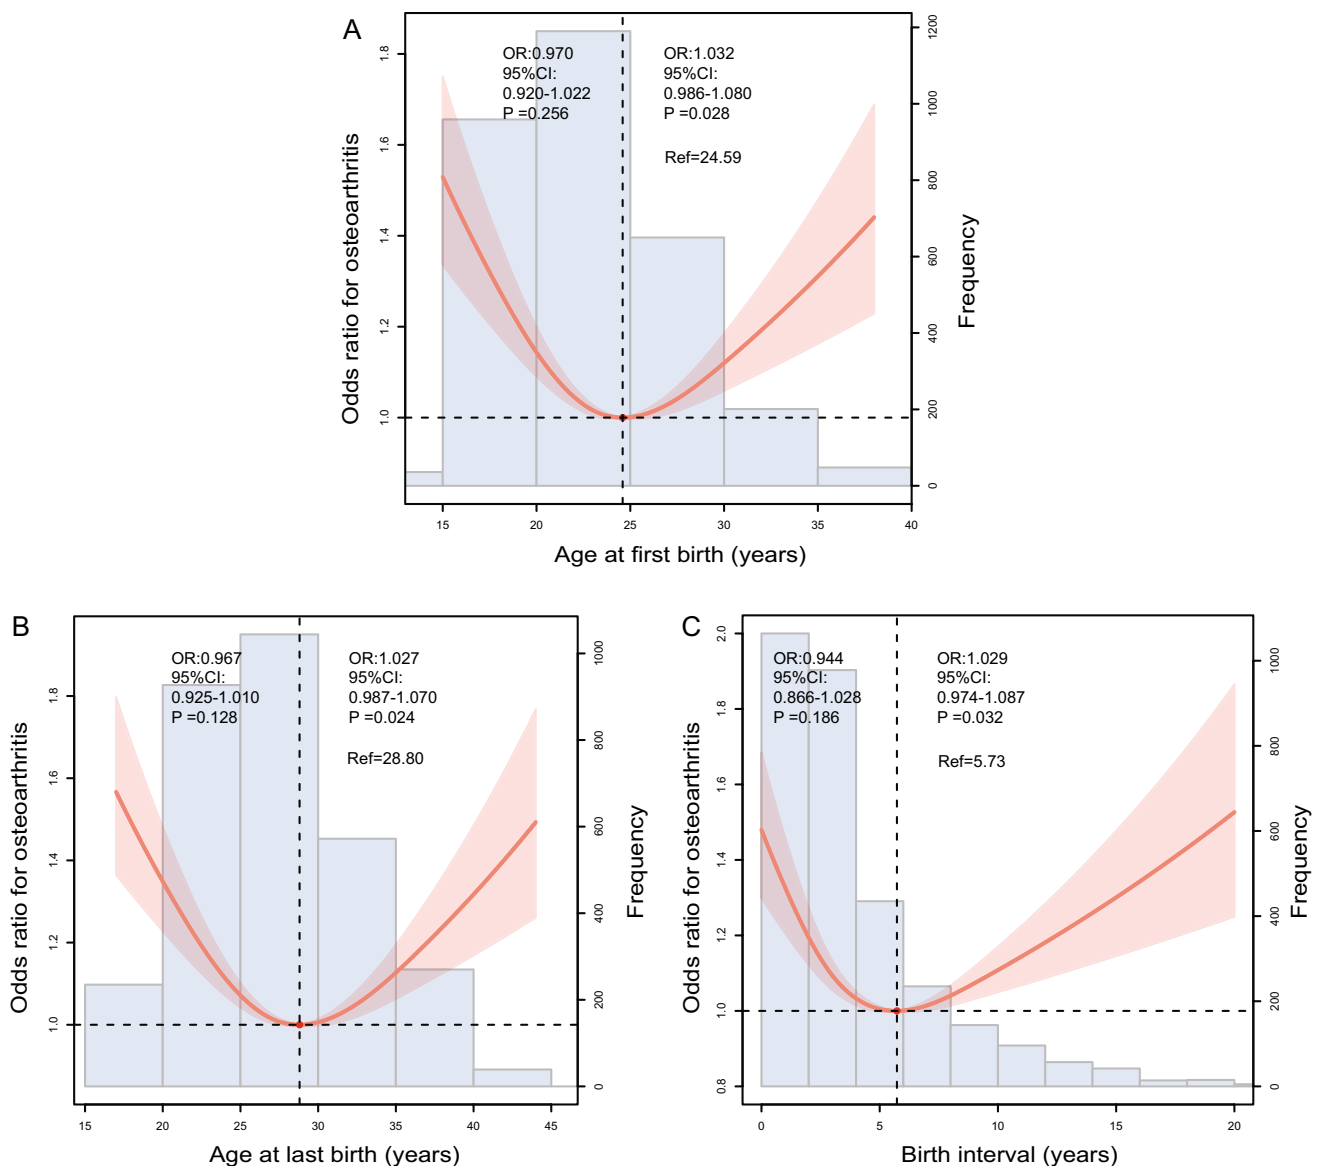 A
OR:0.970
95%CI:
0.920-1.022
P =0.256
OR:1.032
95%CI:
0.986-1.080
P =0.028
Ref=24.59
Odds ratio for osteoarthritis
1.0
1.2
1.4
1.6
1.8
Frequency
0
200
400
600
800
1000
1200
15
20
25
30
35
40
Age at first birth (years)
B
OR:0.967
95%CI:
0.925-1.010
P =0.128
OR:1.027
95%CI:
0.987-1.070
P =0.024
Ref=28.80
Odds ratio for osteoarthritis
1.0
1.2
1.4
1.6
1.8
Frequency
0
200
400
600
800
1000
15
20
25
30
35
40
45
Age at last birth (years)
C
OR:0.944
95%CI:
0.866-1.028
P =0.186
OR:1.029
95%CI:
0.974-1.087
P =0.032
Ref=5.73
Odds ratio for osteoarthritis
0.8
1.0
1.2
1.4
1.6
1.8
2.0
Frequency
0
200
400
600
800
1000
0
5
10
15
20
Birth interval (years)